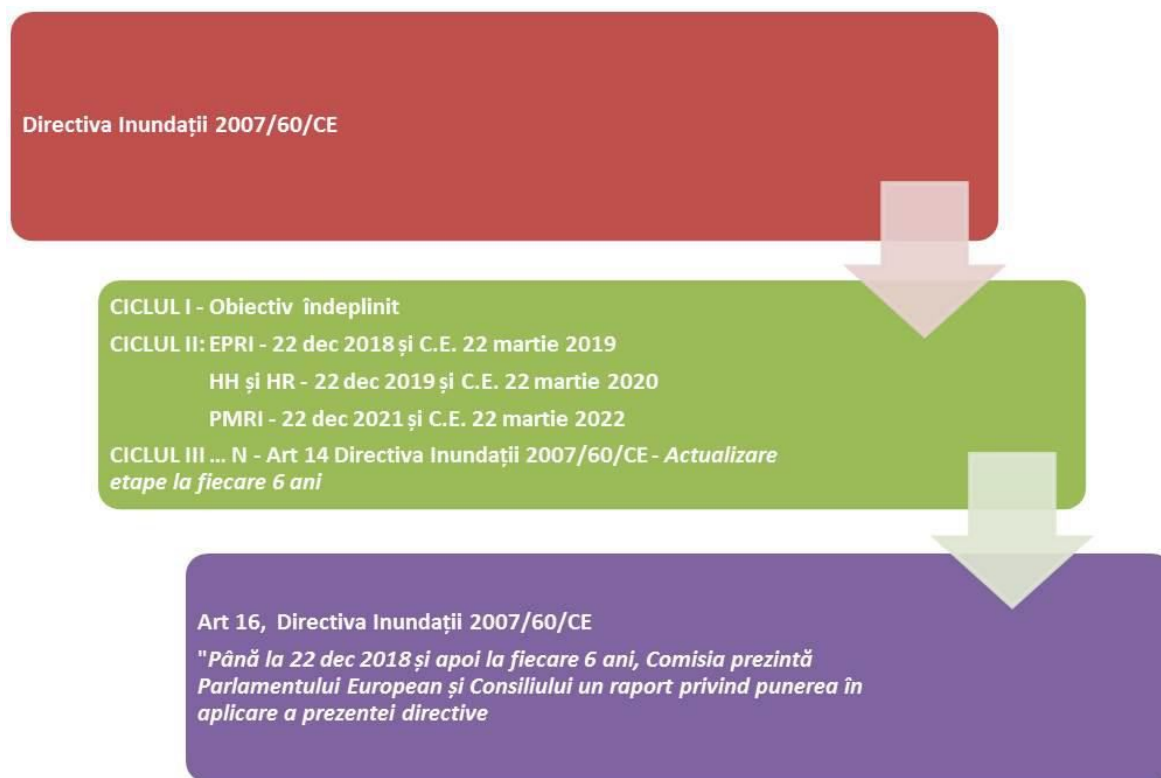 Directiva Inundații 2007/60/CE
CICLUL I - Obiectiv îndeplinit
CICLUL II: EPRI - 22 dec 2018 și C.E. 22 martie 2019
HH și HR - 22 dec 2019 și C.E. 22 martie 2020
PMRI - 22 dec 2021 și C.E. 22 martie 2022
CICLUL III ... N - Art 14 Directiva Inundații 2007/60/CE - Actualizare
etape la fiecare 6 ani
Art 16, Directiva Inundații 2007/60/CE
"Până la 22 dec 2018 și apoi la fiecare 6 ani, Comisia prezintă
Parlamentului European și Consiliului un raport privind punerea în
aplicare a prezentei directive